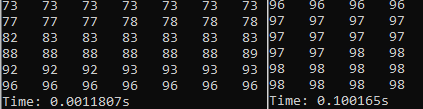 73 73 73 73 73 73 73
77 77 77 78 78 78 78
82 83 83 83 83 83 83
88 88 88 88 88 88 89
92 92 92 93 93 93 93
96 96 96 96 96 96 96
Time: 0.0011807s
96 96 96 96
97 97 97 97
97 97 97 97
97 97 98 98
98 98 98 98
98 98 98 98
Time: 0.100165s